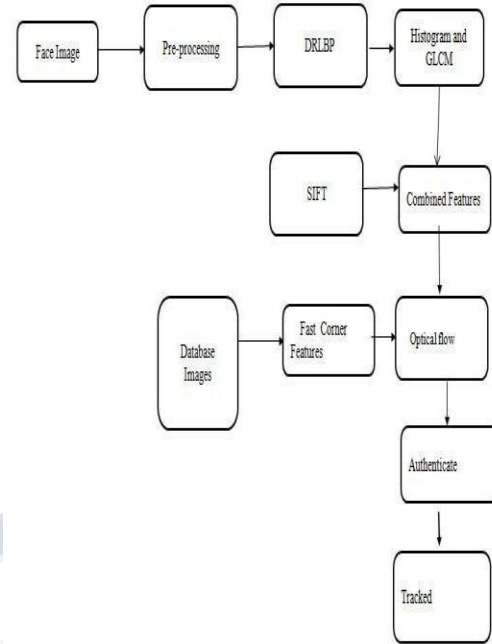 Face Image
Pre-processing
DRLBP
Histogram and
GLCM
SIFT
Combined Features
Database
Images
Fast Corner
Features
Optical flow
Authenticate
Tracked